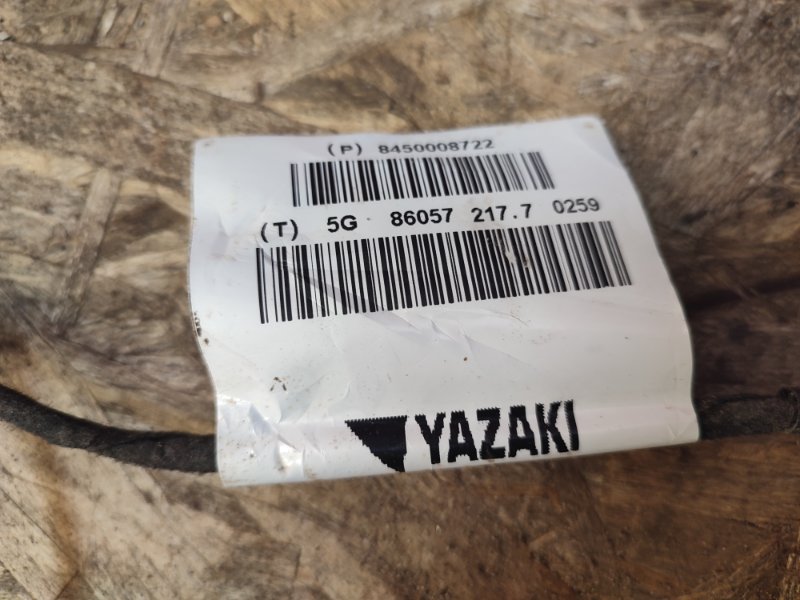 (P) 8450008722
(T) 5G 86057 217.7 0259
YAZAKI